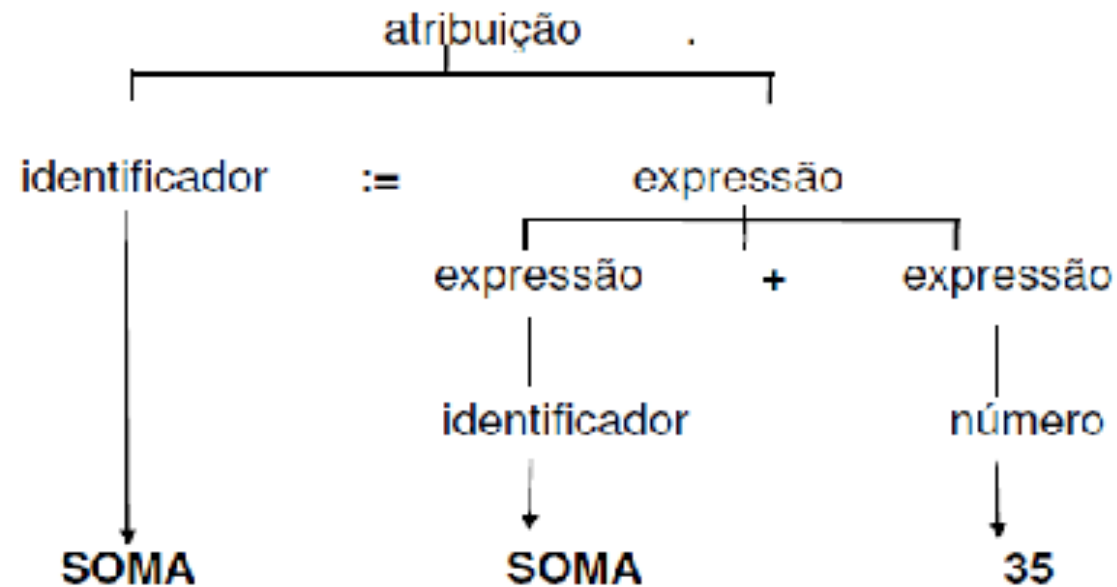 atribuição .
identificador := expressão
expressão + expressão
identificador número
SOMA SOMA 35